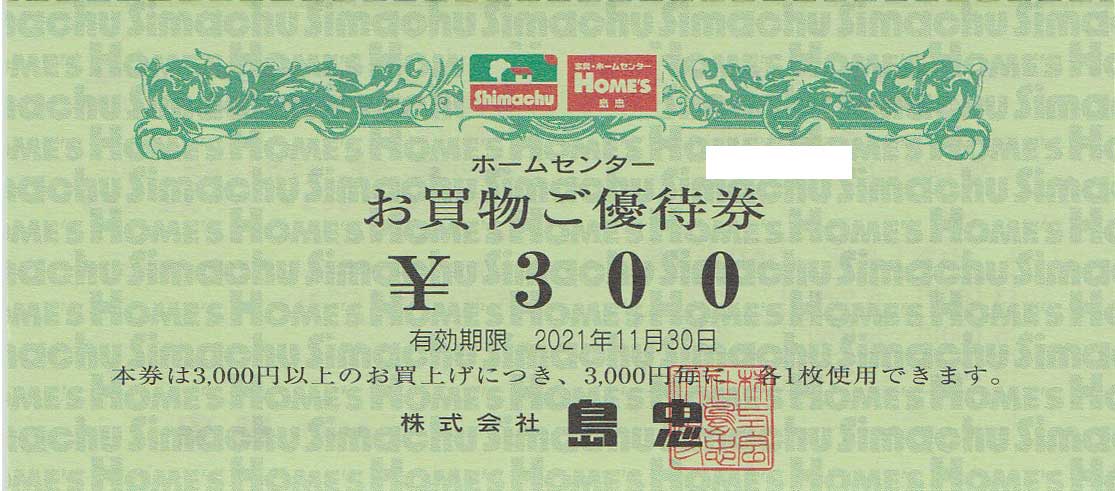 Shimachu
家具・ホームセンター
HOME'S
島忠
ホームセンター
お買物ご優待券
¥300
有効期限 2021年11月30日
本券は3,000円以上のお買上げにつき、3,000円毎に 各1枚使用できます。
株式会社 島忠